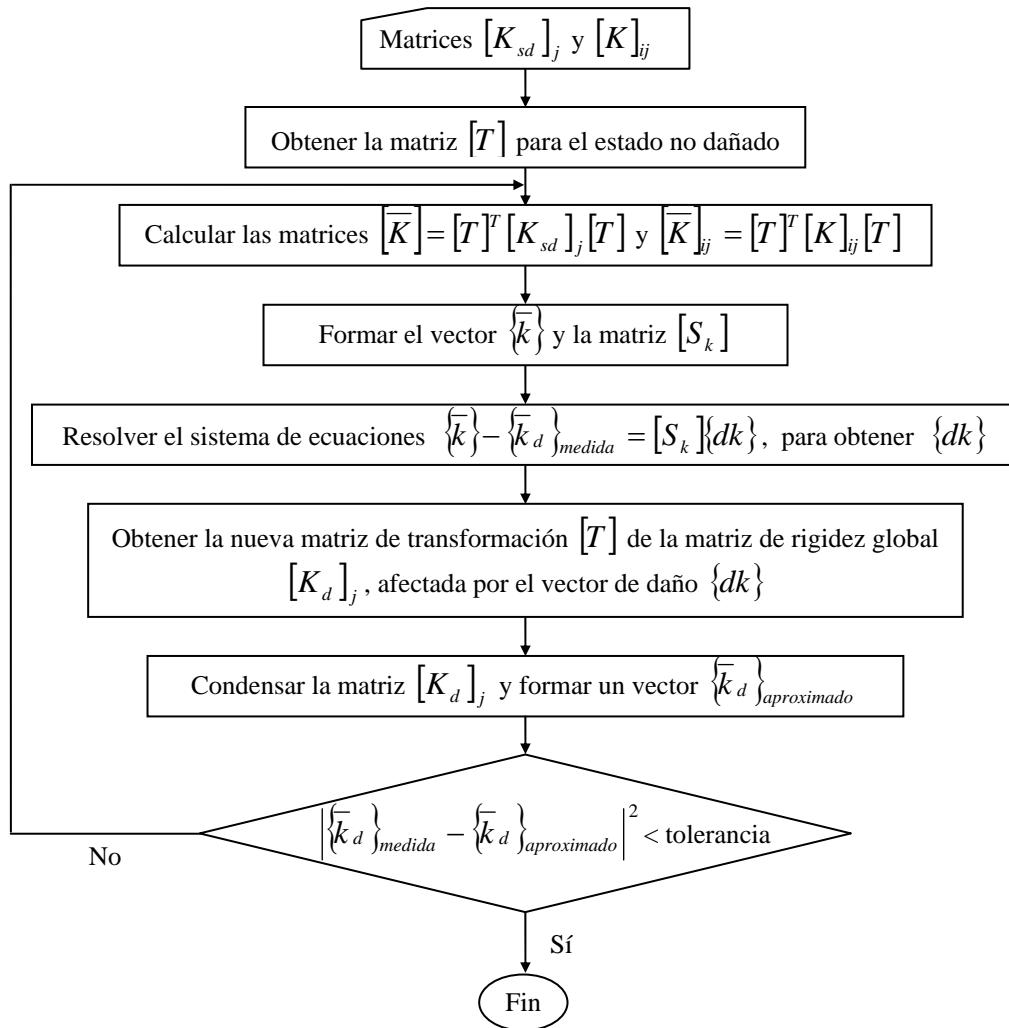 Matrices [K_sd]_j y [K]_ij
Obtener la matriz [T] para el estado no dañado
Calcular las matrices [K̅] = [T]^T [K_sd]_j [T] y [K̅]_ij = [T]^T [K]_ij [T]
Formar el vector {k̅} y la matriz [S_k]
Resolver el sistema de ecuaciones {k̅} − {k̅_d}_medida = [S_k]{dk}, para obtener {dk}
Obtener la nueva matriz de transformación [T] de la matriz de rigidez global
[K_d]_j , afectada por el vector de daño {dk}
Condensar la matriz [K_d]_j y formar un vector {k̅_d}_aproximado
|{k̅_d}_medida − {k̅_d}_aproximado|^2 < tolerancia
No
Sí
Fin